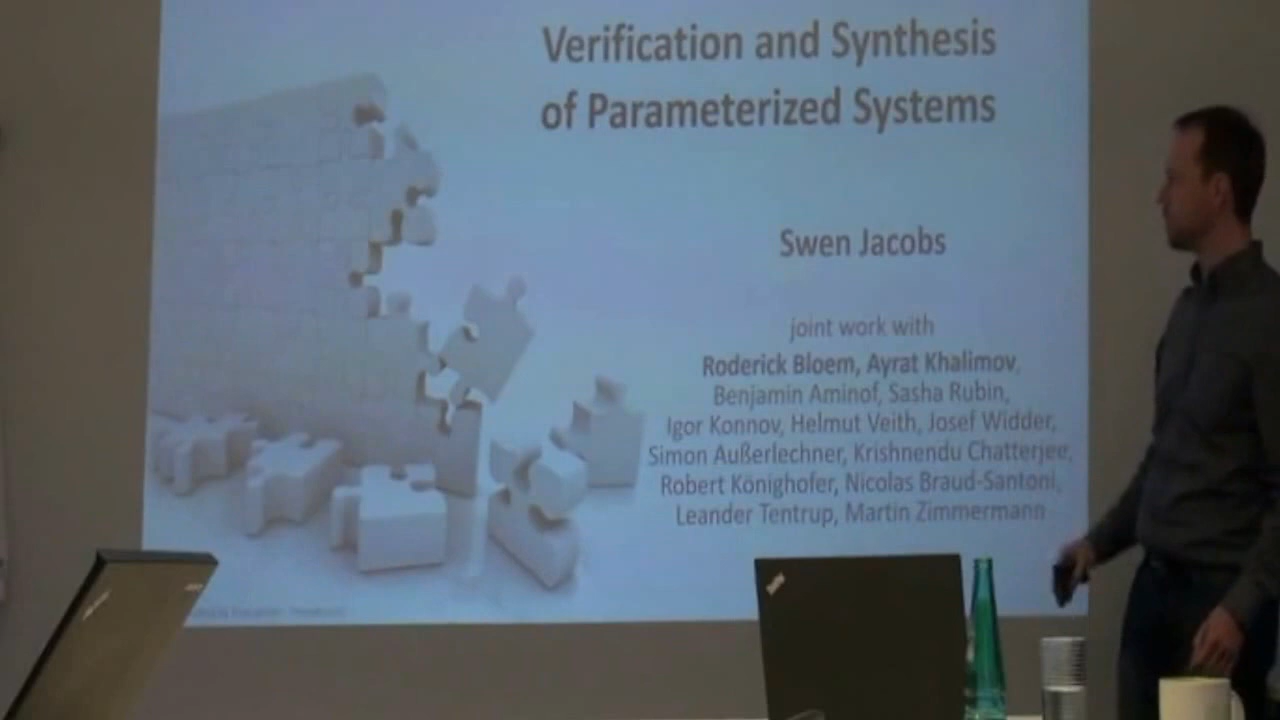 Verification and Synthesis
of Parameterized Systems
Swen Jacobs
joint work with
Roderick Bloem, Ayrat Khalimov,
Benjamin Aminof, Sasha Rubin,
Igor Konnov, Helmut Veith, Josef Widder,
Simon Außerlechner, Krishnendu Chatterjee,
Robert Könighofer, Nicolas Braud-Santoni,
Leander Tentrup, Martin Zimmermann